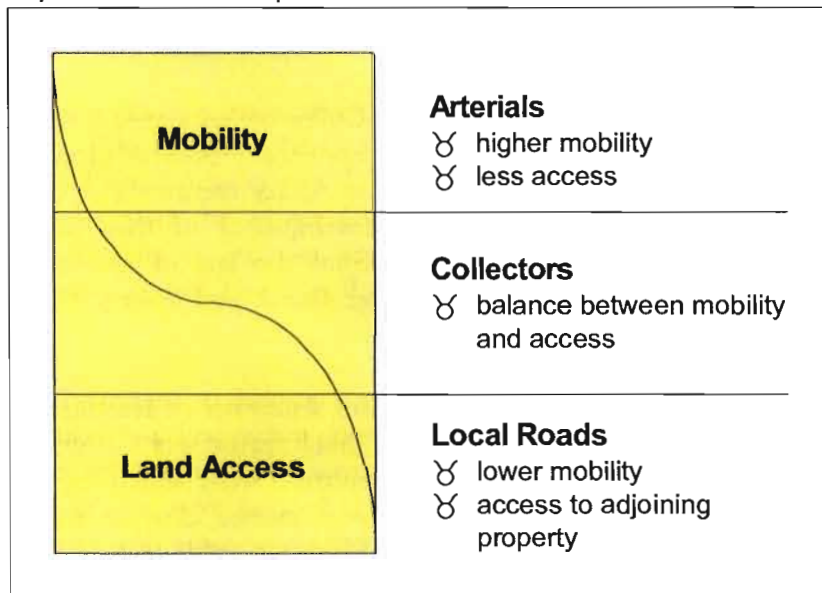 Mobility
Land Access
Arterials
♉ higher mobility
♉ less access
Collectors
♉ balance between mobility
and access
Local Roads
♉ lower mobility
♉ access to adjoining
property